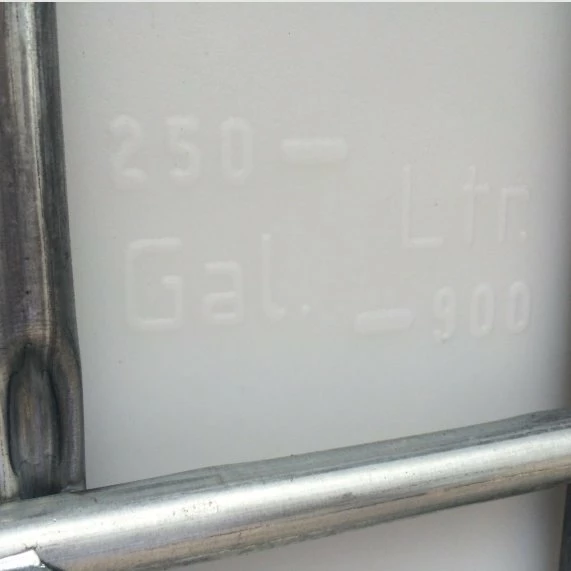 250 —
Gal.
Ltr.
— 900